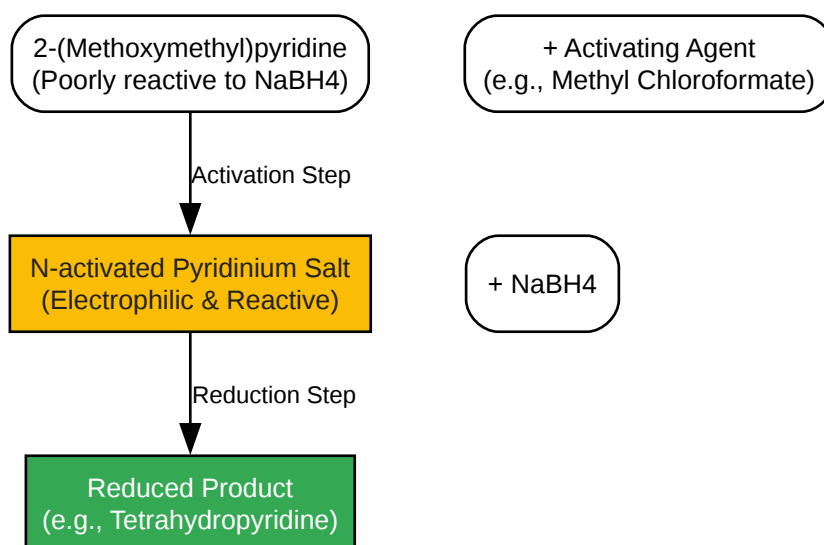 2-(Methoxymethyl)pyridine
(Poorly reactive to NaBH4)
+ Activating Agent
(e.g., Methyl Chloroformate)
Activation Step
N-activated Pyridinium Salt
(Electrophilic & Reactive)
+ NaBH4
Reduction Step
Reduced Product
(e.g., Tetrahydropyridine)